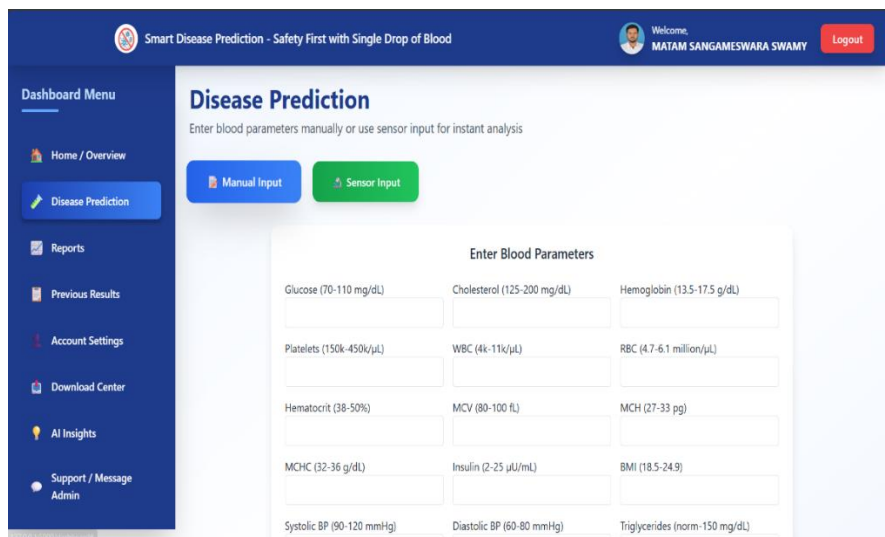 Smart Disease Prediction - Safety First with Single Drop of Blood
Welcome,
MATAM SANGAMESWARA SWAMY
Logout
Dashboard Menu
Home / Overview
Disease Prediction
Reports
Previous Results
Account Settings
Download Center
AI Insights
Support / Message
Admin
Disease Prediction
Enter blood parameters manually or use sensor input for instant analysis
Manual Input
Sensor Input
Enter Blood Parameters
Glucose (70-110 mg/dL)
Cholesterol (125-200 mg/dL)
Hemoglobin (13.5-17.5 g/dL)
Platelets (150k-450k/μL)
WBC (4k-11k/μL)
RBC (4.7-6.1 million/μL)
Hematocrit (38-50%)
MCV (80-100 fL)
MCH (27-33 pg)
MCHC (32-36 g/dL)
Insulin (2-25 μU/mL)
BMI (18.5-24.9)
Systolic BP (90-120 mmHg)
Diastolic BP (60-80 mmHg)
Triglycerides (norm-150 mg/dL)